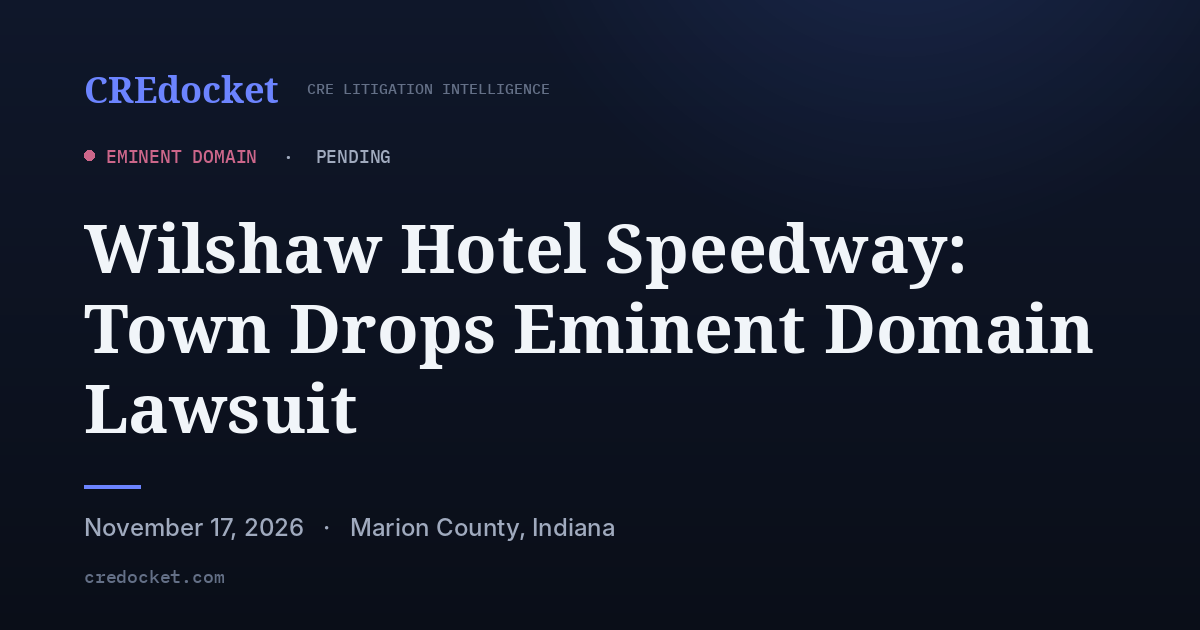 CREdocket CRE LITIGATION INTELLIGENCE
EMINENT DOMAIN · PENDING
Wilshaw Hotel Speedway:
Town Drops Eminent Domain
Lawsuit
November 17, 2026 · Marion County, Indiana
credocket.com